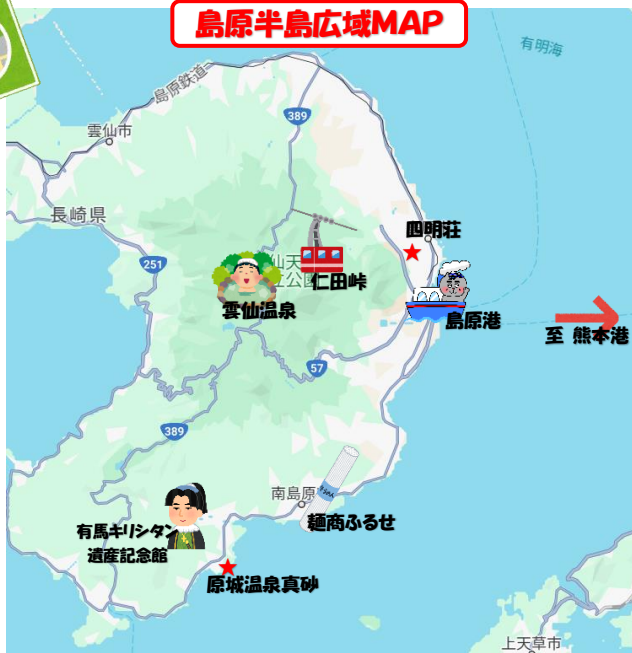 島原半島広域MAP
有明海
島原鉄道
389
雲仙市
長崎県
四明荘
251
仁田峠
雲仙温泉
島原港
至 熊本港
57
389
南島原
麺商ふるせ
有馬キリシタン
遺産記念館
原城温泉真砂
上天草市